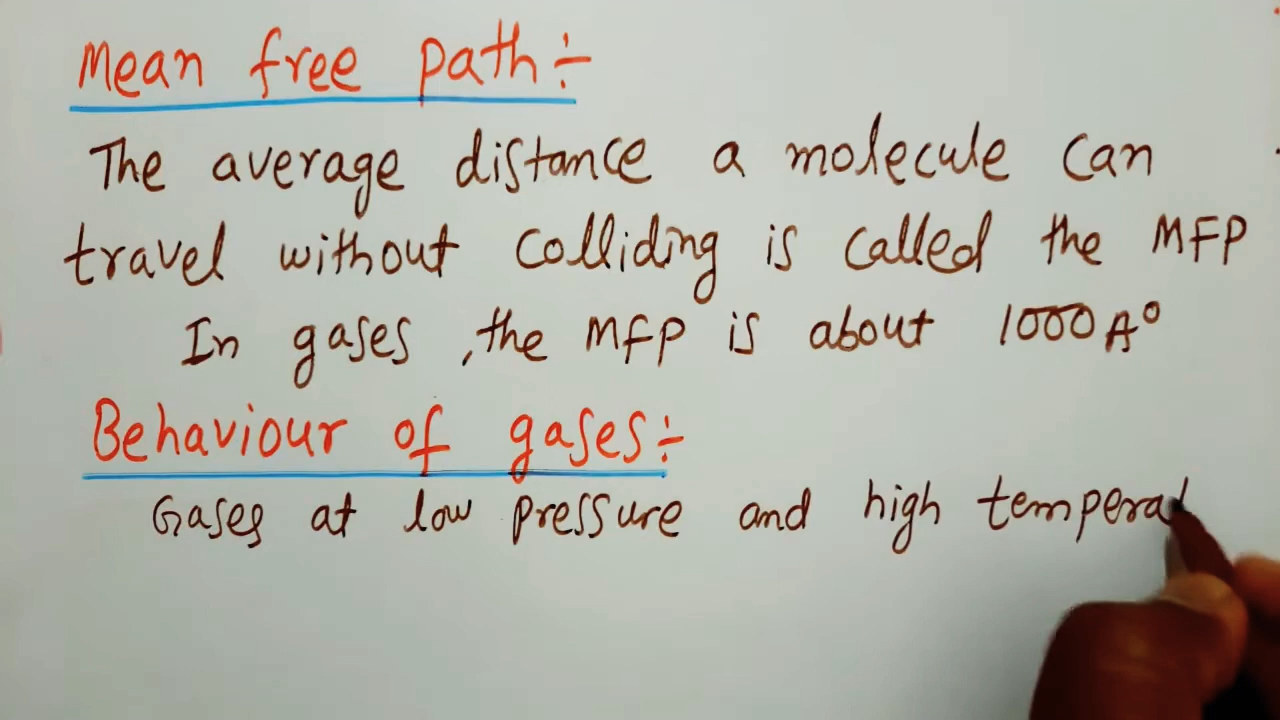 Mean free path:-
The average distance a molecule can
travel without colliding is called the MFP
In gases, the MFP is about 1000 A°
Behaviour of gases:-
Gases at low pressure and high temperat